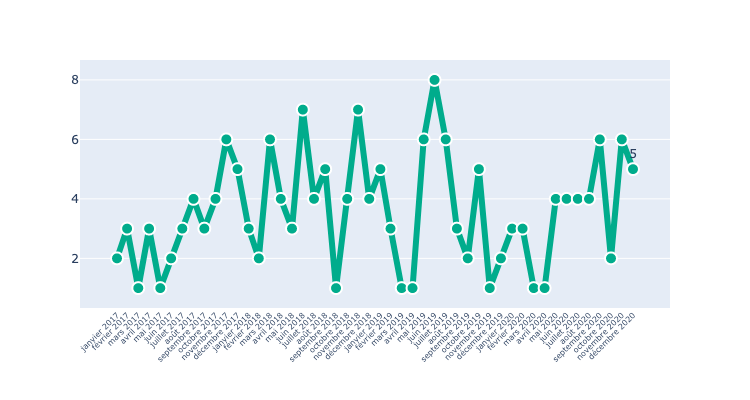 8
6
4
2
5
janvier 2017
février 2017
mars 2017
avril 2017
mai 2017
juin 2017
juillet 2017
août 2017
septembre 2017
octobre 2017
novembre 2017
décembre 2017
janvier 2018
février 2018
mars 2018
avril 2018
mai 2018
juin 2018
juillet 2018
août 2018
septembre 2018
octobre 2018
novembre 2018
décembre 2018
janvier 2019
février 2019
mars 2019
avril 2019
mai 2019
juin 2019
juillet 2019
août 2019
septembre 2019
octobre 2019
novembre 2019
décembre 2019
janvier 2020
février 2020
mars 2020
avril 2020
mai 2020
juin 2020
juillet 2020
août 2020
septembre 2020
octobre 2020
novembre 2020
décembre 2020